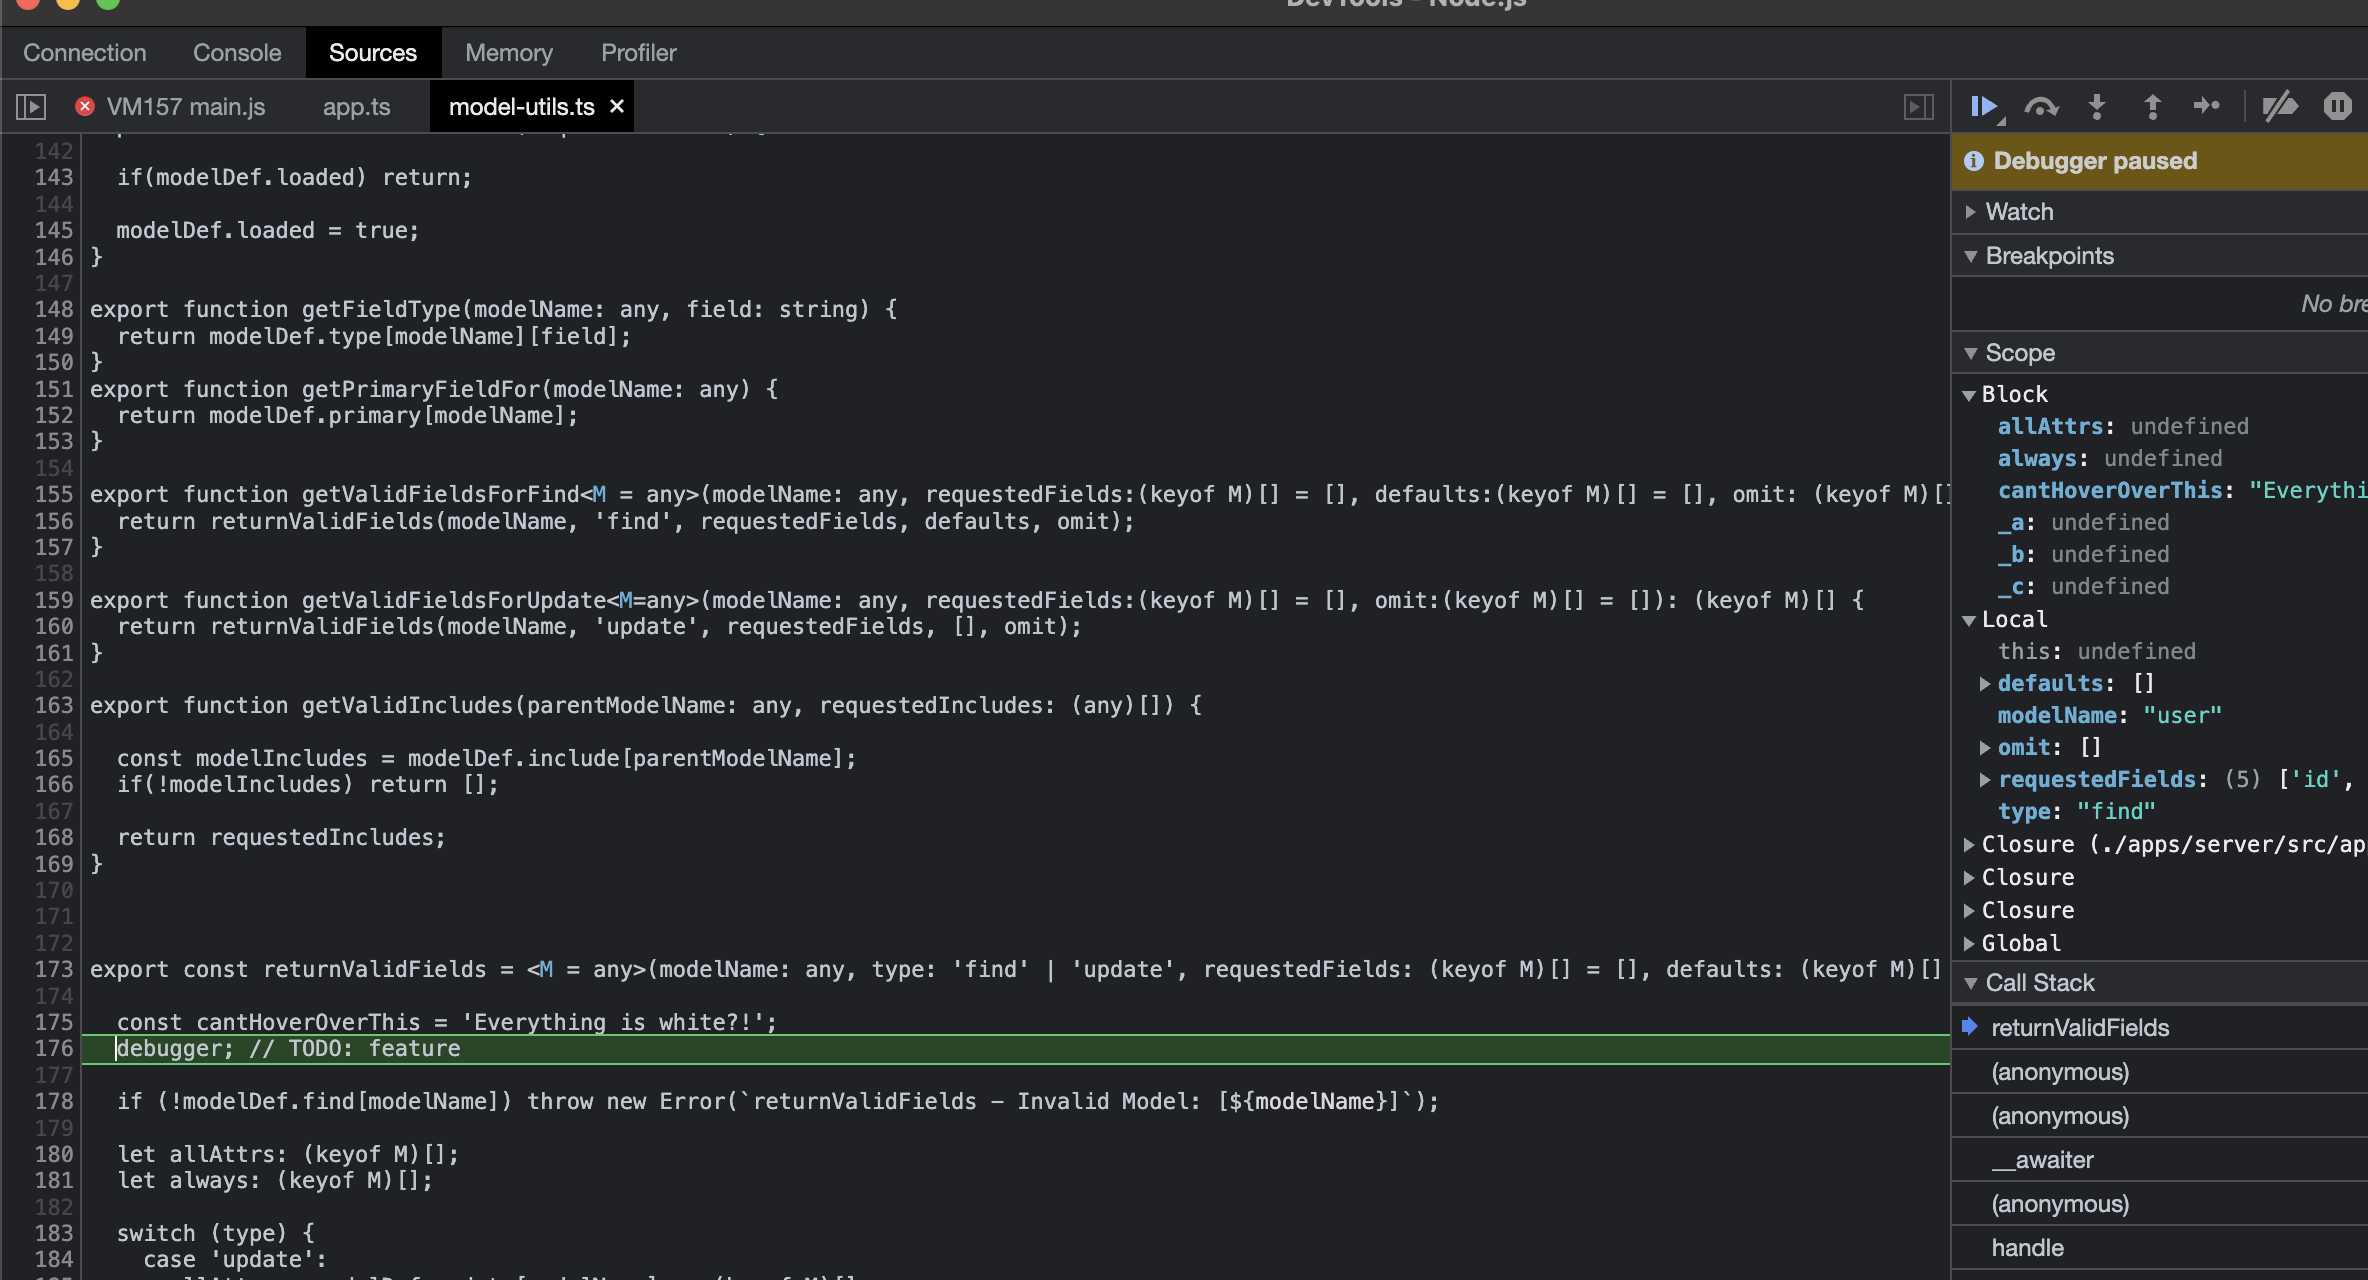 DevTools - Node.js
Connection Console Sources Memory Profiler
VM157 main.js app.ts model-utils.ts ×
142
143 if(modelDef.loaded) return;
144
145 modelDef.loaded = true;
146 }
147
148 export function getFieldType(modelName: any, field: string) {
149 return modelDef.type[modelName][field];
150 }
151 export function getPrimaryFieldFor(modelName: any) {
152 return modelDef.primary[modelName];
153 }
154
155 export function getValidFieldsForFind<M = any>(modelName: any, requestedFields:(keyof M)[] = [], defaults:(keyof M)[] = [], omit: (keyof M)[]
156 return returnValidFields(modelName, 'find', requestedFields, defaults, omit);
157 }
158
159 export function getValidFieldsForUpdate<M=any>(modelName: any, requestedFields:(keyof M)[] = [], omit:(keyof M)[] = []): (keyof M)[] {
160 return returnValidFields(modelName, 'update', requestedFields, [], omit);
161 }
162
163 export function getValidIncludes(parentModelName: any, requestedIncludes: (any)[]) {
164
165 const modelIncludes = modelDef.include[parentModelName];
166 if(!modelIncludes) return [];
167
168 return requestedIncludes;
169 }
170
171
172
173 export const returnValidFields = <M = any>(modelName: any, type: 'find' | 'update', requestedFields: (keyof M)[] = [], defaults: (keyof M)[]
174
175 const cantHoverOverThis = 'Everything is white?!';
176 debugger; // TODO: feature
177
178 if (!modelDef.find[modelName]) throw new Error(`returnValidFields – Invalid Model: [${modelName}]`);
179
180 let allAttrs: (keyof M)[];
181 let always: (keyof M)[];
182
183 switch (type) {
184 case 'update':
Debugger paused
Watch
Breakpoints
No bre
Scope
Block
allAttrs: undefined
always: undefined
cantHoverOverThis: "Everythi
_a: undefined
_b: undefined
_c: undefined
Local
this: undefined
defaults: []
modelName: "user"
omit: []
requestedFields: (5) ['id',
type: "find"
Closure (./apps/server/src/ap
Closure
Closure
Global
Call Stack
returnValidFields
(anonymous)
(anonymous)
__awaiter
(anonymous)
handle